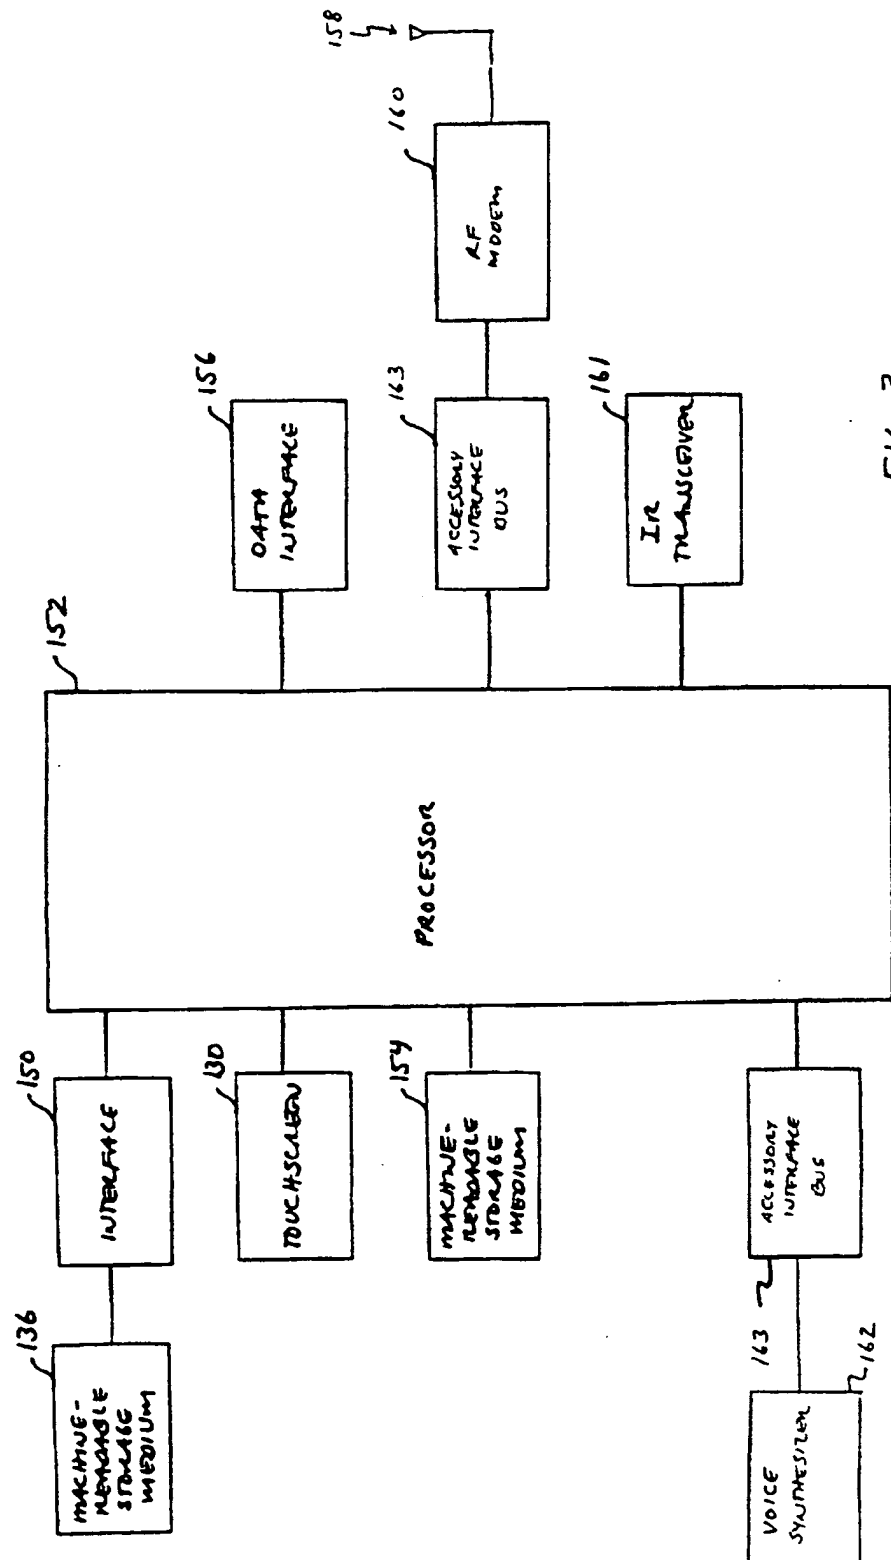 136
MACHINE-
READABLE
STORAGE
MEDIUM
150
INTERFACE
130
TOUCHSCREEN
154
MACHINE-
READABLE
STORAGE
MEDIUM
VOICE
SYNTHESIZER
162
163
ACCESSORY
INTERFACE
BUS
152
PROCESSOR
156
DATA
INTERFACE
163
ACCESSORY
INTERFACE
BUS
161
IR
TRANSCEIVER
160
RF
MODEM
158